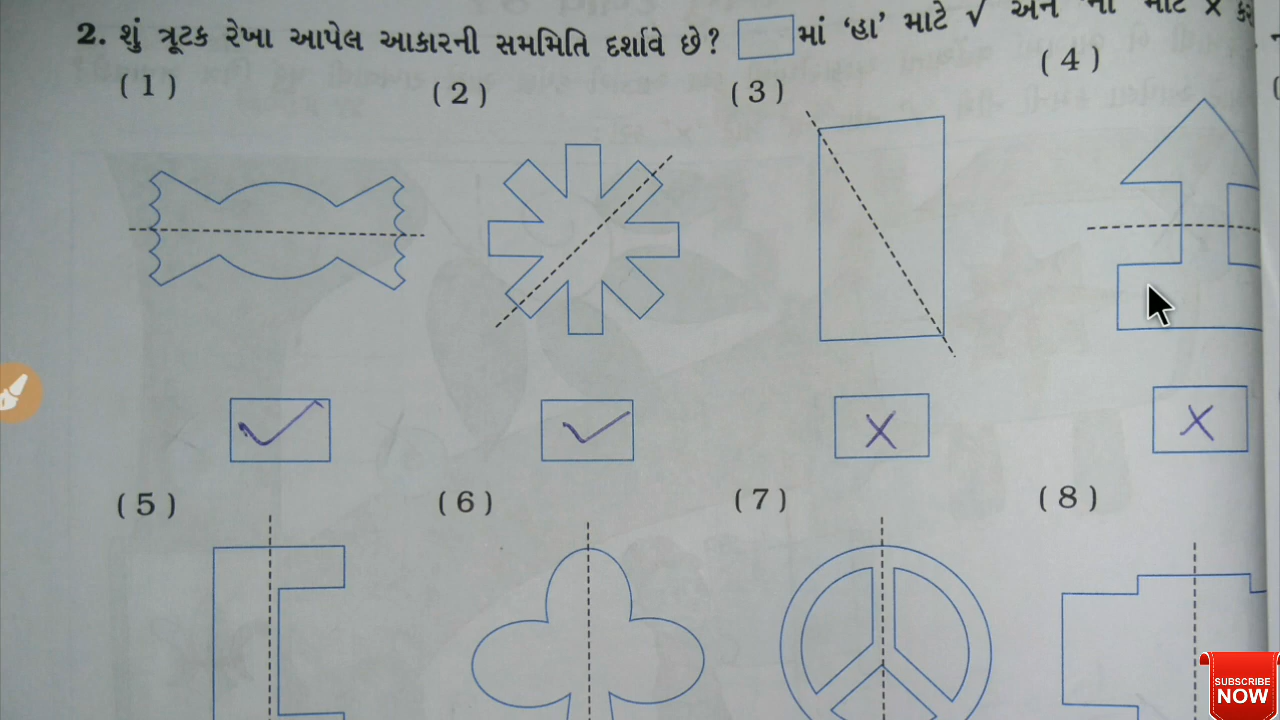 2. શું ત્રૂટક રેખા આપેલ આકારની સમમિતિ દર્શાવે છે? માં ‘હા’ માટે √ અને ‘ના’ માટે ×
(1) (2) (3) (4)
✓ ✓ X X
(5) (6) (7) (8)
SUBSCRIBE
NOW